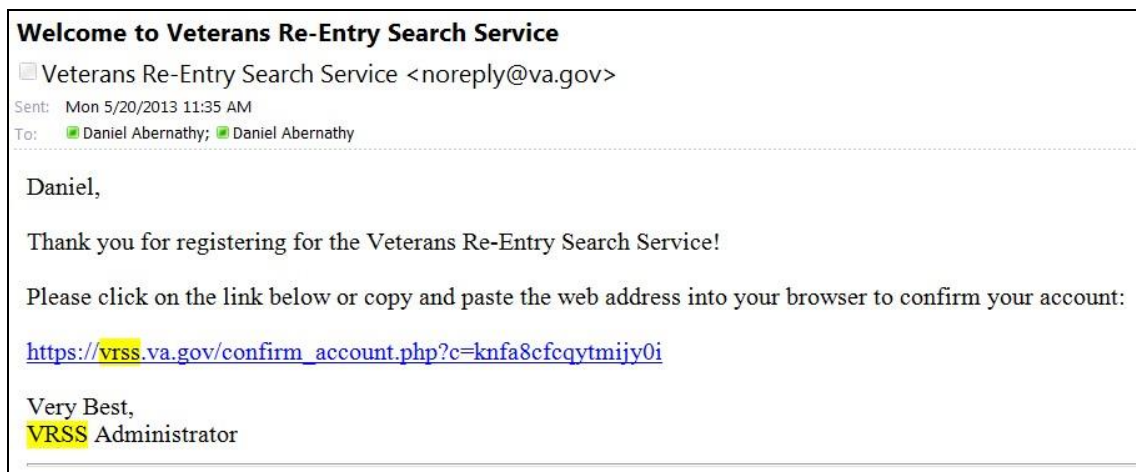 Welcome to Veterans Re-Entry Search Service
Veterans Re-Entry Search Service <noreply@va.gov>
Sent: Mon 5/20/2013 11:35 AM
To: Daniel Abernathy; Daniel Abernathy
Daniel,
Thank you for registering for the Veterans Re-Entry Search Service!
Please click on the link below or copy and paste the web address into your browser to confirm your account:
https://vrss.va.gov/confirm_account.php?c=knfa8cfcqytmijy0i
Very Best,
VRSS Administrator